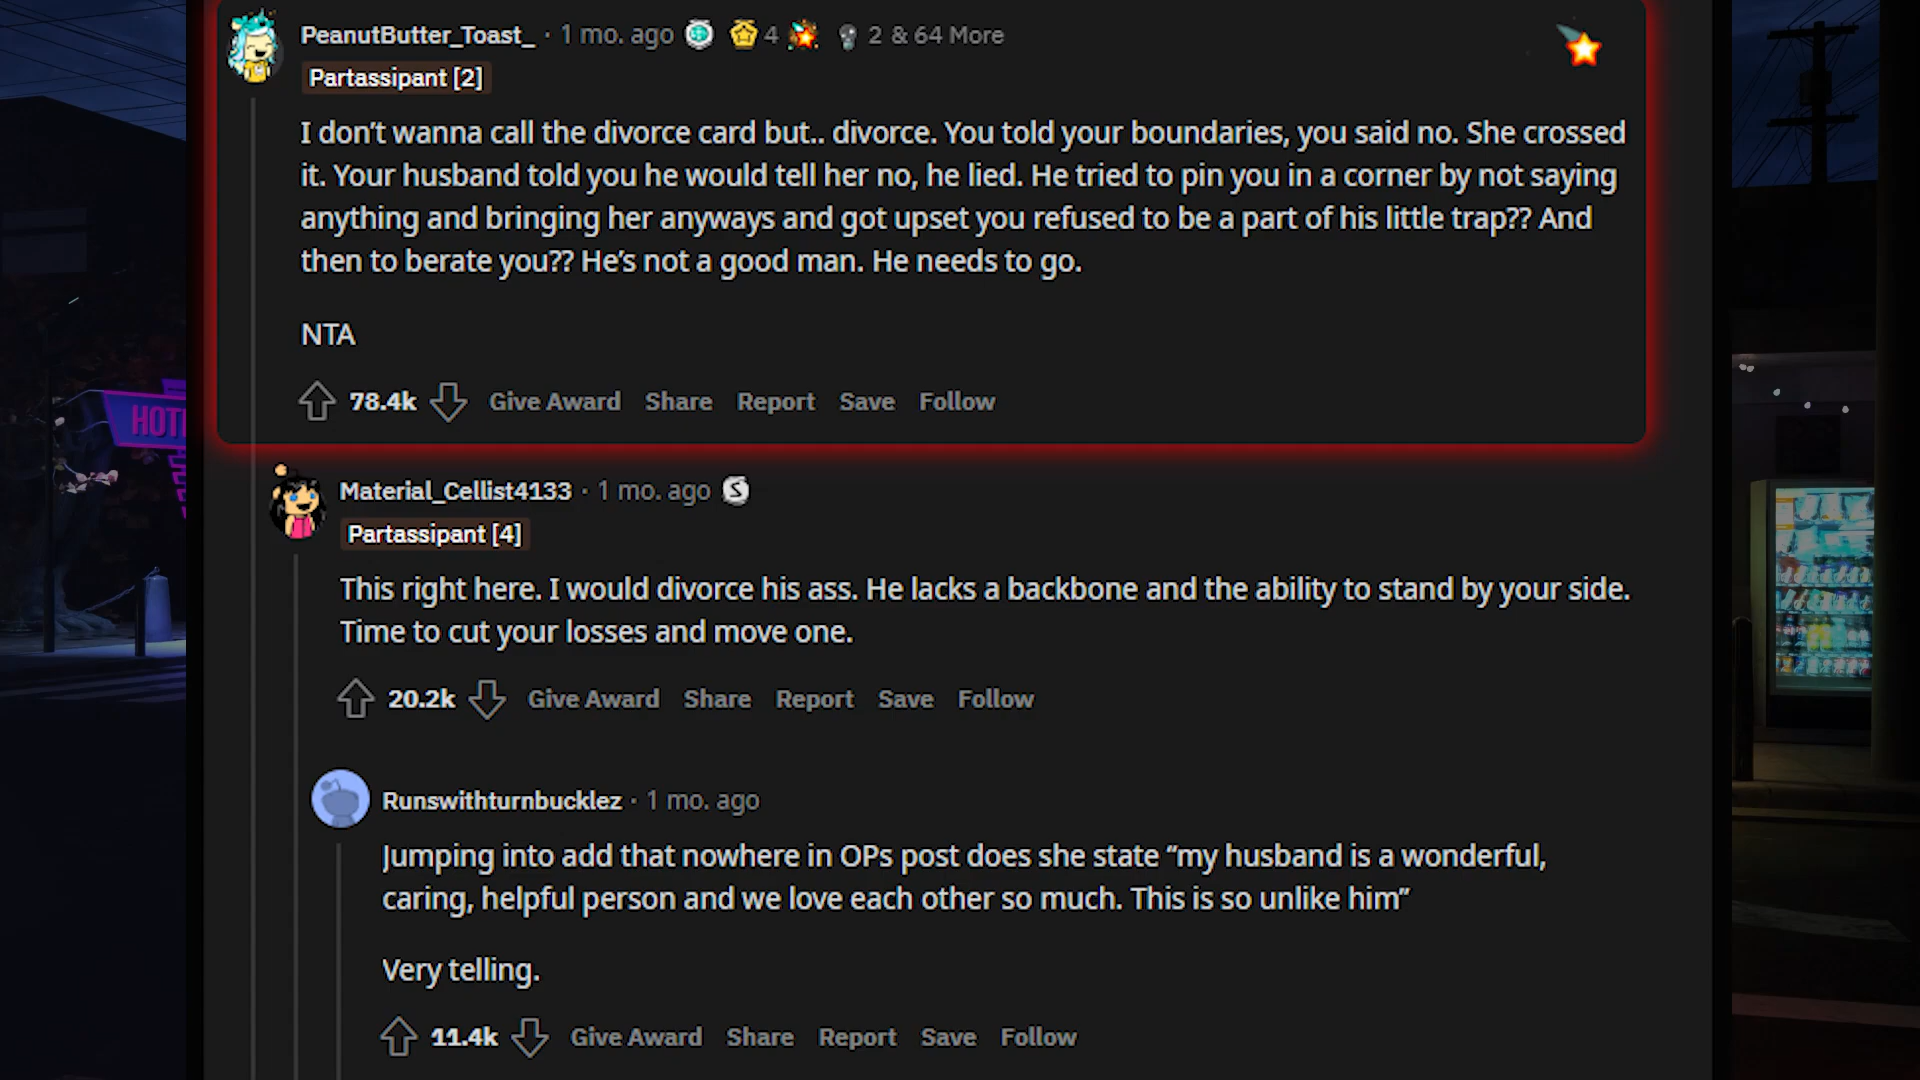 PeanutButter_Toast_ · 1 mo. ago 4 2 & 64 More
Partassipant [2]
I don’t wanna call the divorce card but.. divorce. You told your boundaries, you said no. She crossed
it. Your husband told you he would tell her no, he lied. He tried to pin you in a corner by not saying
anything and bringing her anyways and got upset you refused to be a part of his little trap?? And
then to berate you?? He’s not a good man. He needs to go.
NTA
78.4k Give Award Share Report Save Follow
HOTE
Material_Cellist4133 · 1 mo. ago S
Partassipant [4]
This right here. I would divorce his ass. He lacks a backbone and the ability to stand by your side.
Time to cut your losses and move one.
20.2k Give Award Share Report Save Follow
Runswithturnbucklez · 1 mo. ago
Jumping into add that nowhere in OPs post does she state “my husband is a wonderful,
caring, helpful person and we love each other so much. This is so unlike him”
Very telling.
11.4k Give Award Share Report Save Follow